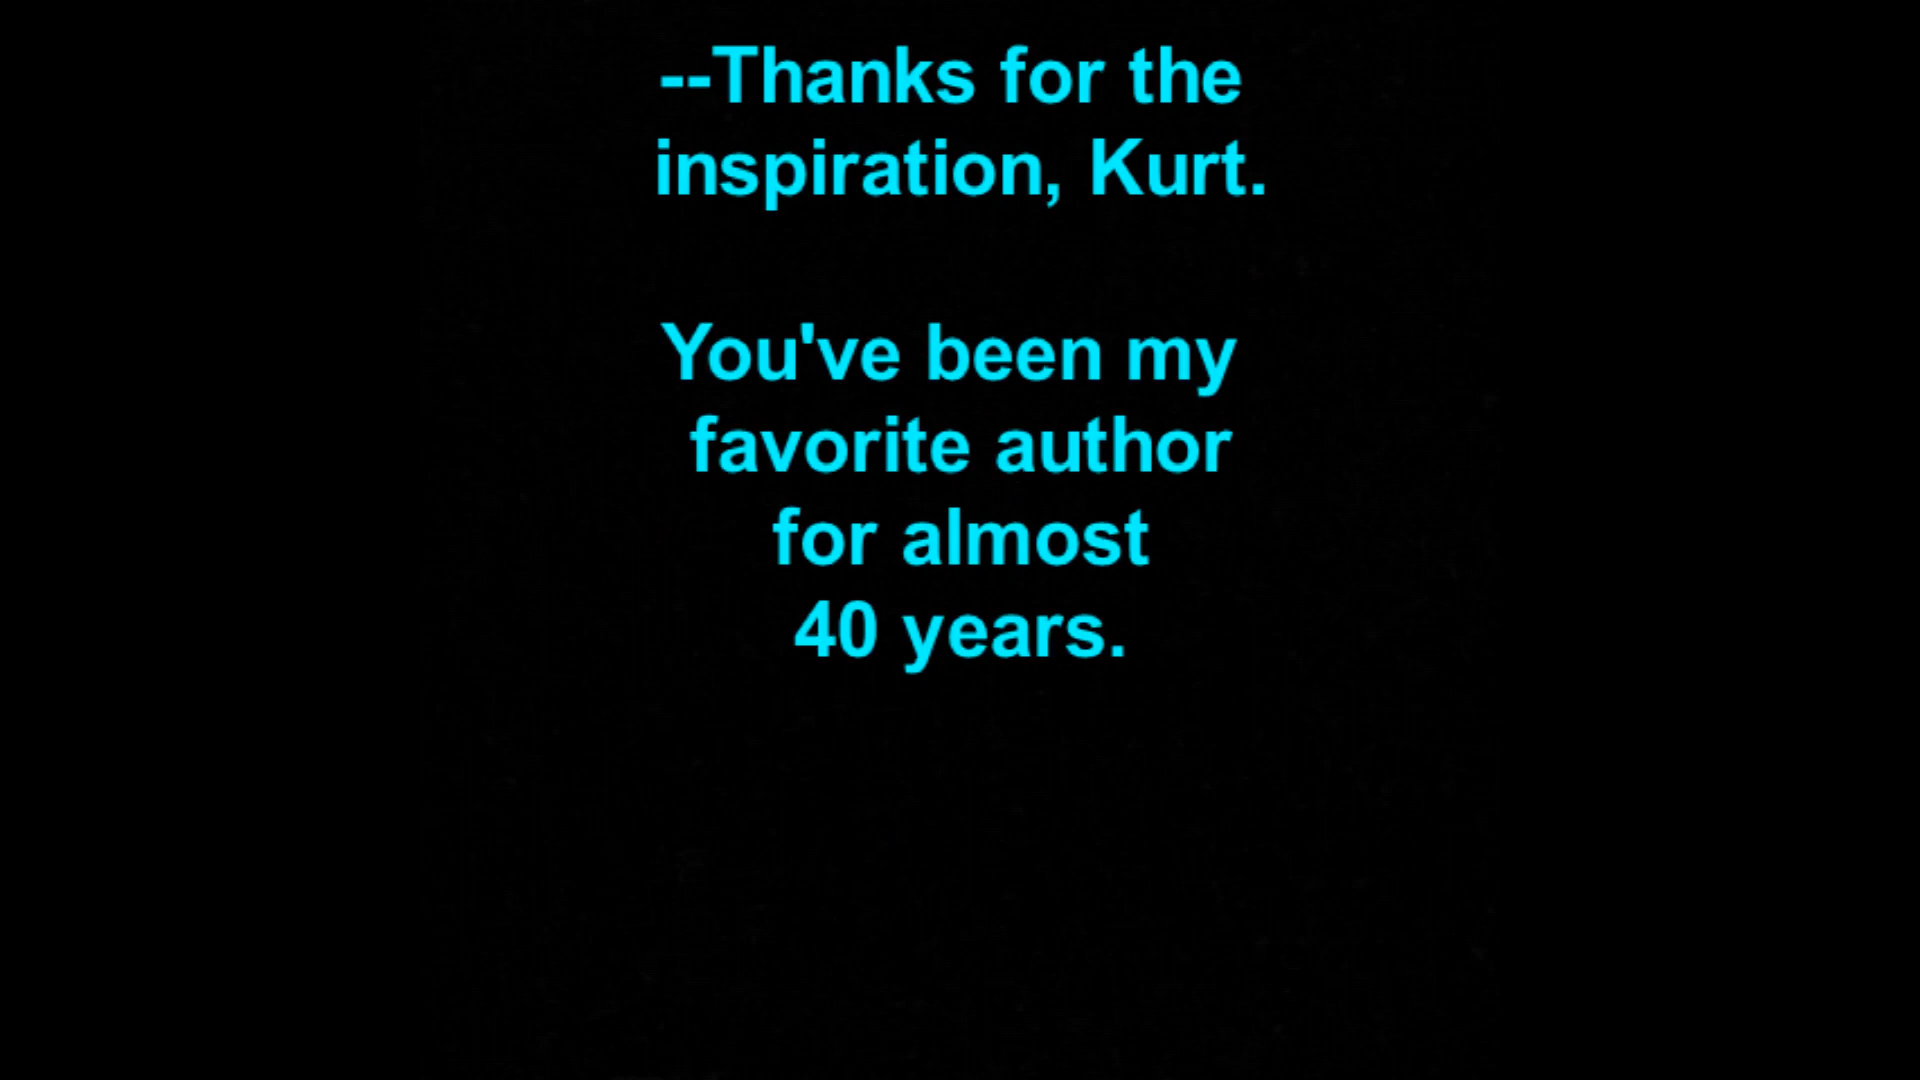 --Thanks for the
inspiration, Kurt.
You've been my
favorite author
for almost
40 years.